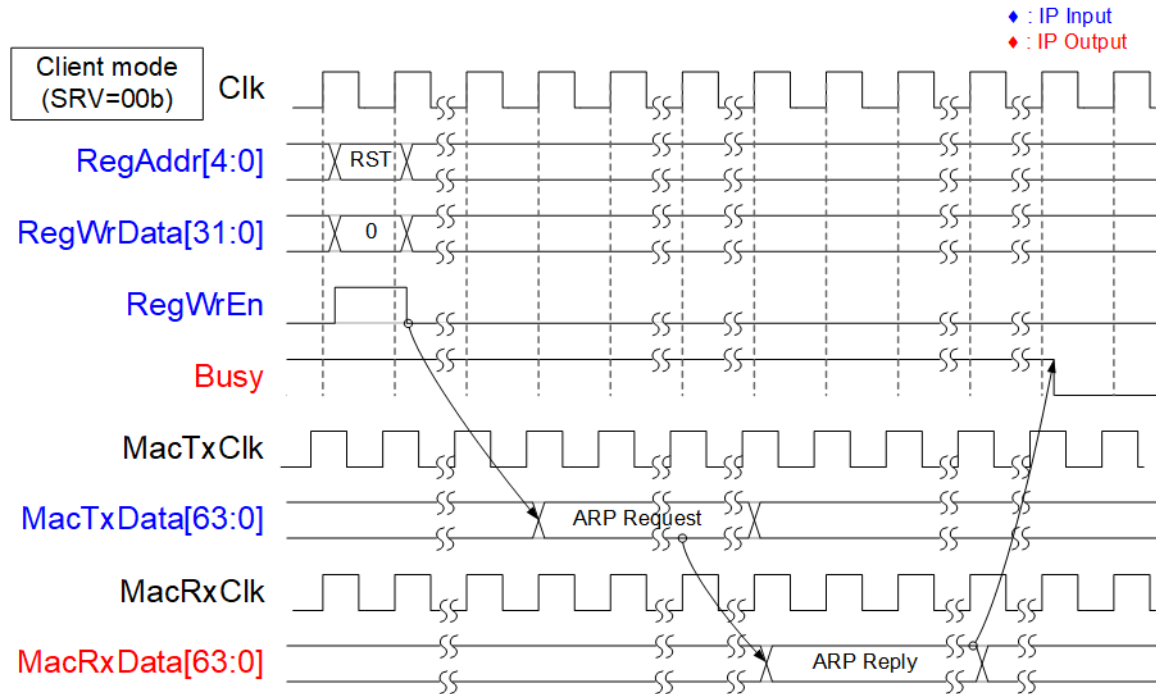 ♦ : IP Input
♦ : IP Output
Client mode
(SRV=00b)
Clk
RegAddr[4:0]
RST
RegWrData[31:0]
0
RegWrEn
Busy
MacTxClk
MacTxData[63:0]
ARP Request
MacRxClk
MacRxData[63:0]
ARP Reply